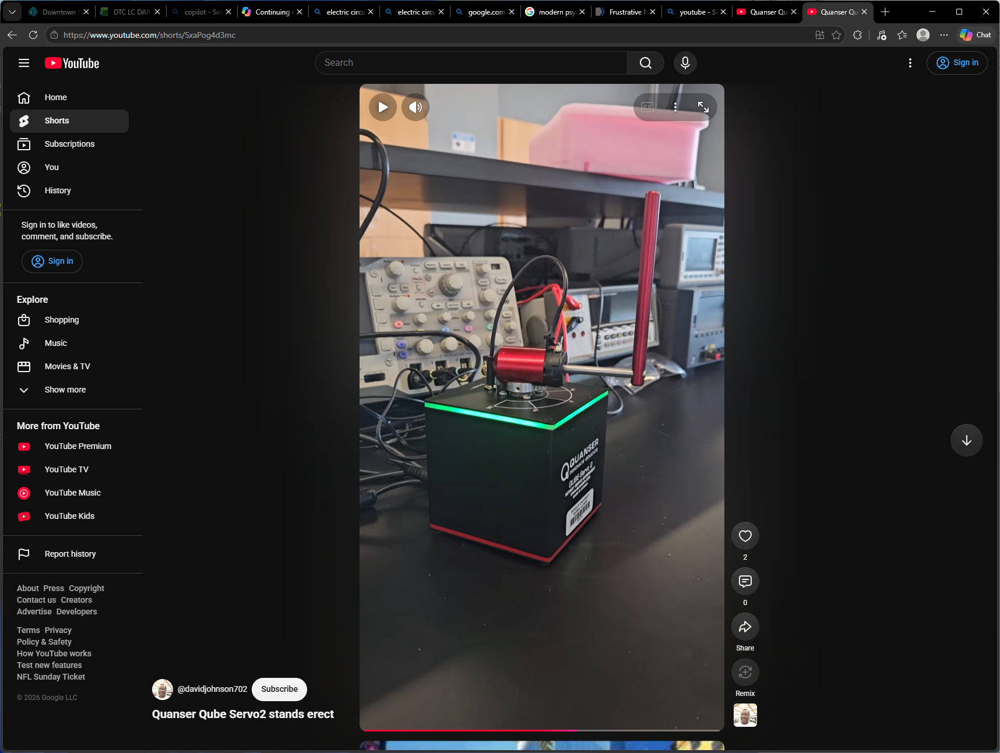 Downtown S
DTC LC DAR
copilot - Sea
Continuing
electric circu
electric circu
google.com
modern psy
Frustrative N
youtube - Se
Quanser Qu
Quanser Qu
https://www.youtube.com/shorts/SxaPog4d3mc
Chat
YouTube
Search
Sign in
Home
Shorts
Subscriptions
You
History
Sign in to like videos,
comment, and subscribe.
Sign in
Explore
Shopping
Music
Movies & TV
Show more
More from YouTube
YouTube Premium
YouTube TV
YouTube Music
YouTube Kids
Report history
About Press Copyright
Contact us Creators
Advertise Developers
Terms Privacy
Policy & Safety
How YouTube works
Test new features
NFL Sunday Ticket
© 2026 Google LLC
CC
QUANSER
INNOVATE·EDUCATE
QUBE-Servo 2
2
0
Share
Remix
@davidjohnson702
Subscribe
Quanser Qube Servo2 stands erect